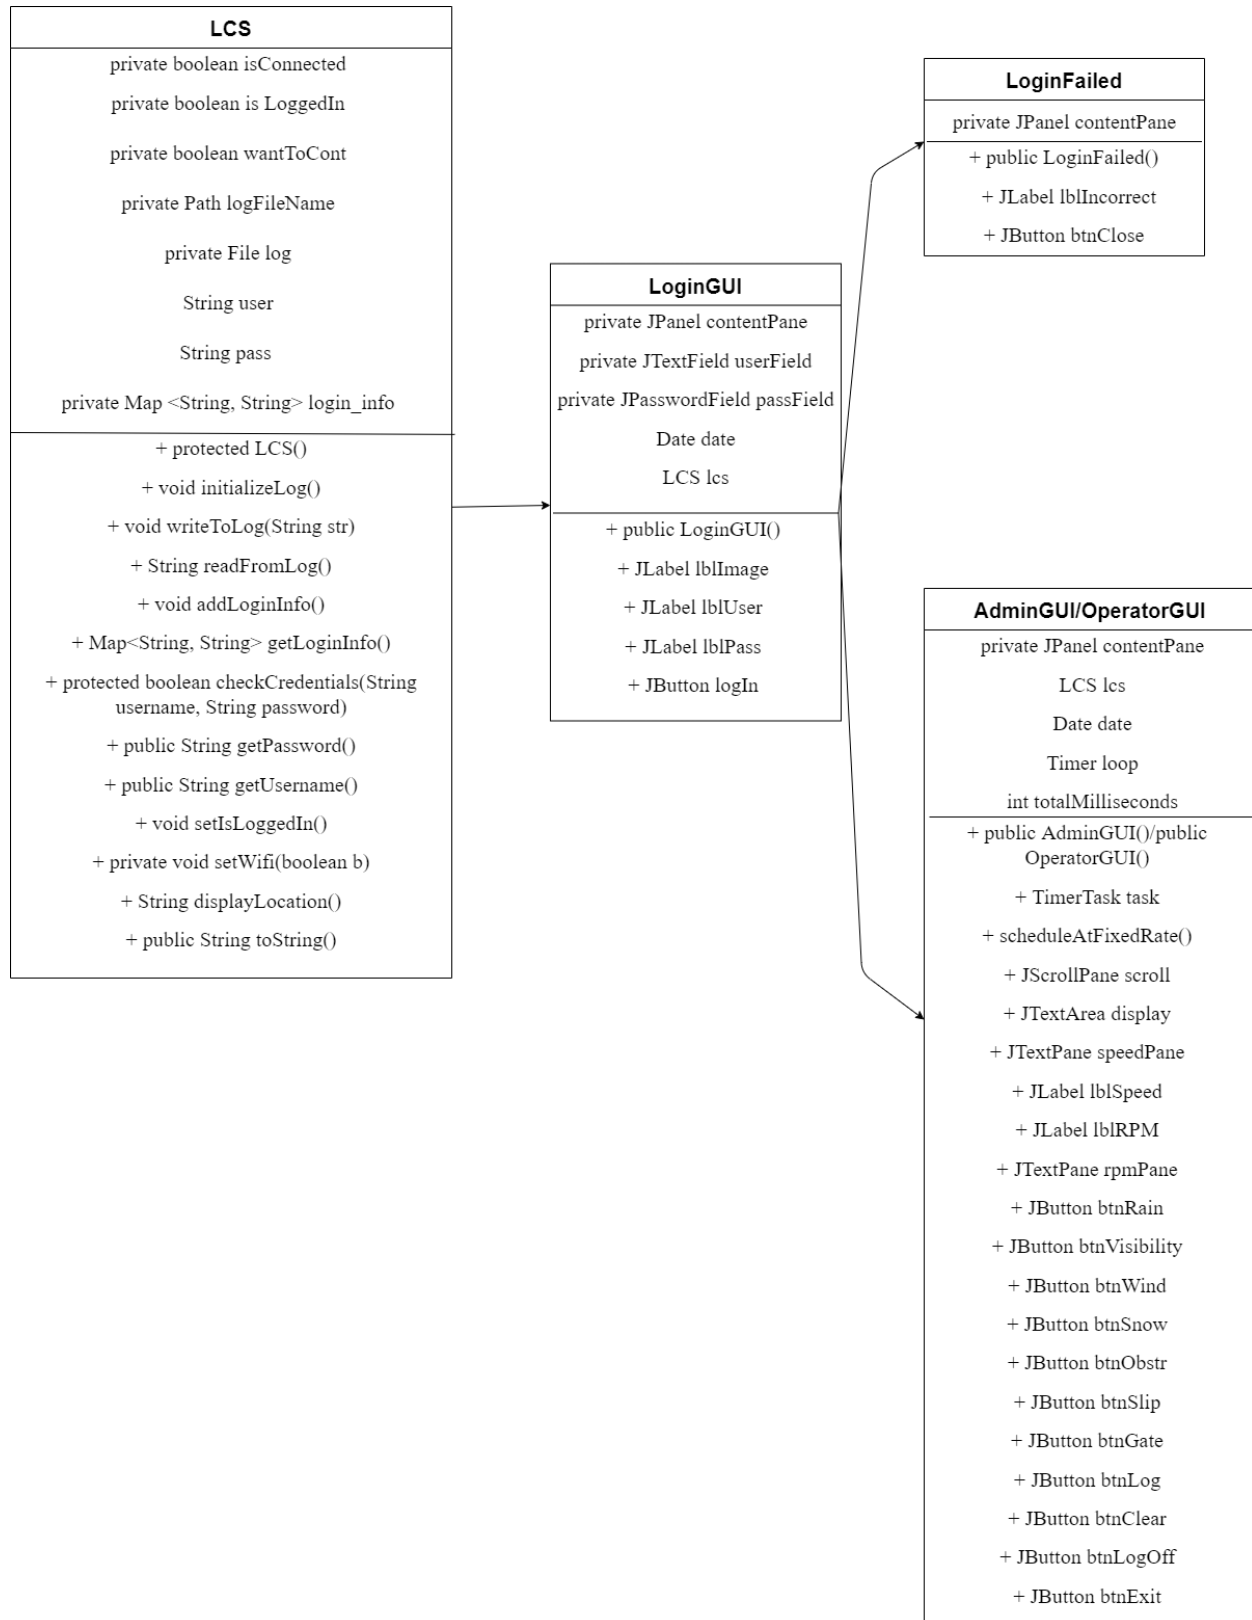 LCS
private boolean isConnected
private boolean is LoggedIn
private boolean wantToCont
private Path logFileName
private File log
String user
String pass
private Map <String, String> login_info
+ protected LCS()
+ void initializeLog()
+ void writeToLog(String str)
+ String readFromLog()
+ void addLoginInfo()
+ Map<String, String> getLoginInfo()
+ protected boolean checkCredentials(String
username, String password)
+ public String getPassword()
+ public String getUsername()
+ void setIsLoggedIn()
+ private void setWifi(boolean b)
+ String displayLocation()
+ public String toString()
LoginGUI
private JPanel contentPane
private JTextField userField
private JPasswordField passField
Date date
LCS lcs
+ public LoginGUI()
+ JLabel lblImage
+ JLabel lblUser
+ JLabel lblPass
+ JButton logIn
LoginFailed
private JPanel contentPane
+ public LoginFailed()
+ JLabel lblIncorrect
+ JButton btnClose
AdminGUI/OperatorGUI
private JPanel contentPane
LCS lcs
Date date
Timer loop
int totalMilliseconds
+ public AdminGUI()/public
OperatorGUI()
+ TimerTask task
+ scheduleAtFixedRate()
+ JScrollPane scroll
+ JTextArea display
+ JTextPane speedPane
+ JLabel lblSpeed
+ JLabel lblRPM
+ JTextPane rpmPane
+ JButton btnRain
+ JButton btnVisibility
+ JButton btnWind
+ JButton btnSnow
+ JButton btnObstr
+ JButton btnSlip
+ JButton btnGate
+ JButton btnLog
+ JButton btnClear
+ JButton btnLogOff
+ JButton btnExit